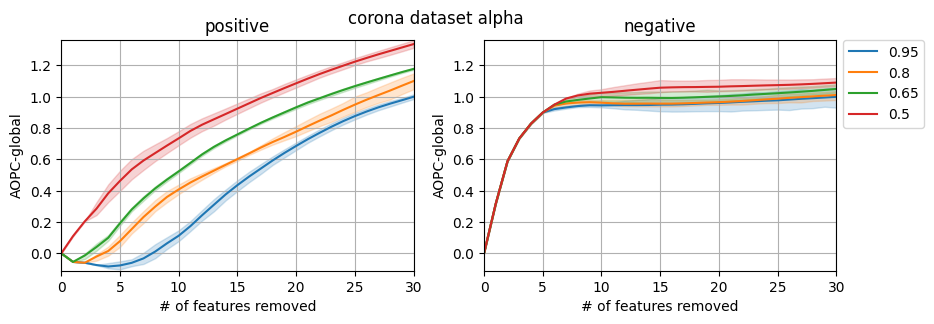 corona dataset alpha
positive
negative
AOPC-global
1.2
1.0
0.8
0.6
0.4
0.2
0.0
0 5 10 15 20 25 30
# of features removed
AOPC-global
1.2
1.0
0.8
0.6
0.4
0.2
0.0
0 5 10 15 20 25 30
# of features removed
0.95
0.8
0.65
0.5